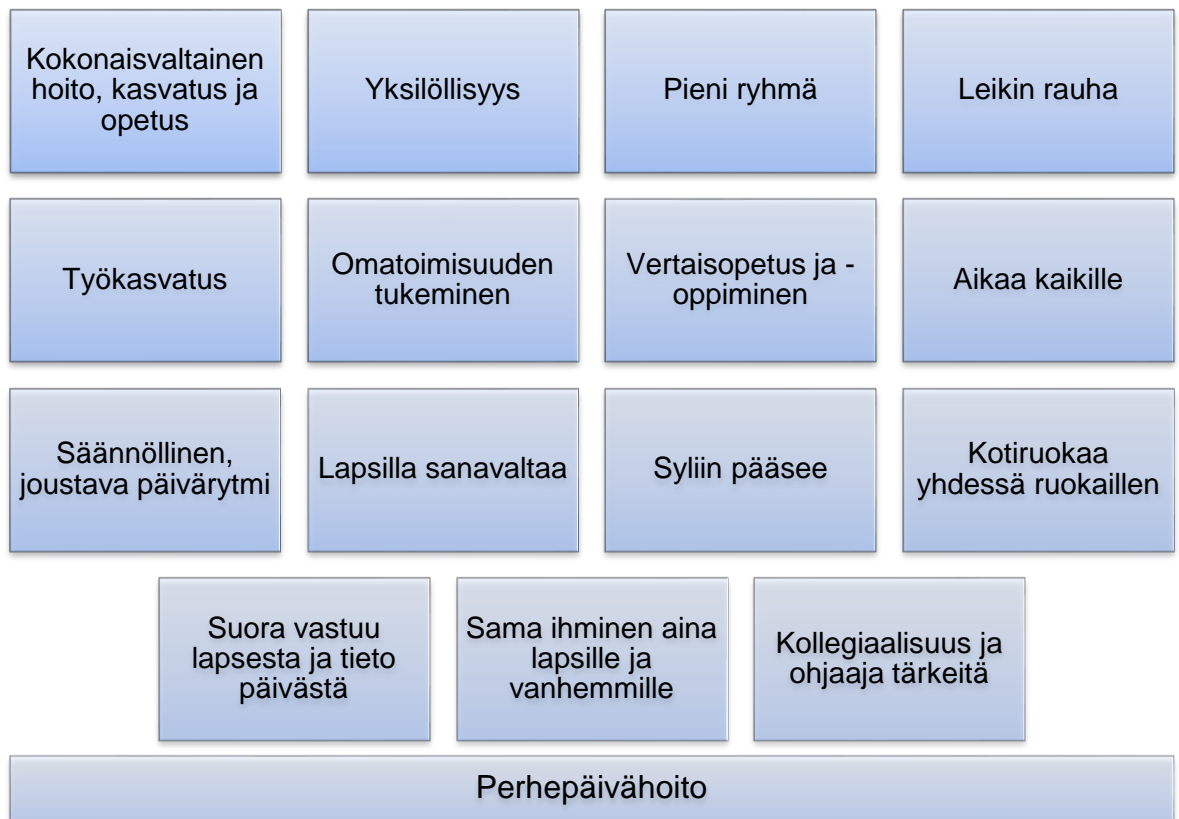 Kokonaisvaltainen
hoito, kasvatus ja
opetus
Yksilöllisyys
Pieni ryhmä
Leikin rauha
Työkasvatus
Omatoimisuuden
tukeminen
Vertaisopetus ja -
oppiminen
Aikaa kaikille
Säännöllinen,
joustava päivärytmi
Lapsilla sanavaltaa
Syliin pääsee
Kotiruokaa
yhdessä ruokaillen
Suora vastuu
lapsesta ja tieto
päivästä
Sama ihminen aina
lapsille ja
vanhemmille
Kollegiaalisuus ja
ohjaaja tärkeitä
Perhepäivähoito